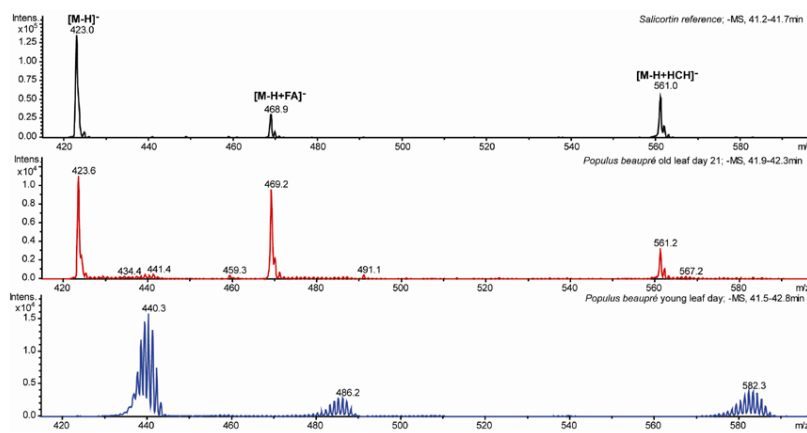 Intens.
x10⁵
[M-H]⁻
423.0
Salicortin reference; -MS, 41.2-41.7min
1.25
1.00
0.75
0.50
0.25
0.00
[M-H+FA]⁻
468.9
[M-H+HCH]⁻
561.0
420 440 460 480 500 520 540 560 580 m/z
Intens.
x10⁴
Populus beaupré old leaf day 21; -MS, 41.9-42.3min
1.0
0.8
0.6
0.4
0.2
0.0
423.6
434.4
441.4
459.3
469.2
491.1
561.2
567.2
420 440 460 480 500 520 540 560 580 m/z
Intens.
x10⁴
Populus beaupré young leaf day; -MS, 41.5-42.8min
1.5
1.0
0.5
0.0
440.3
486.2
582.3
420 440 460 480 500 520 540 560 580 m/z